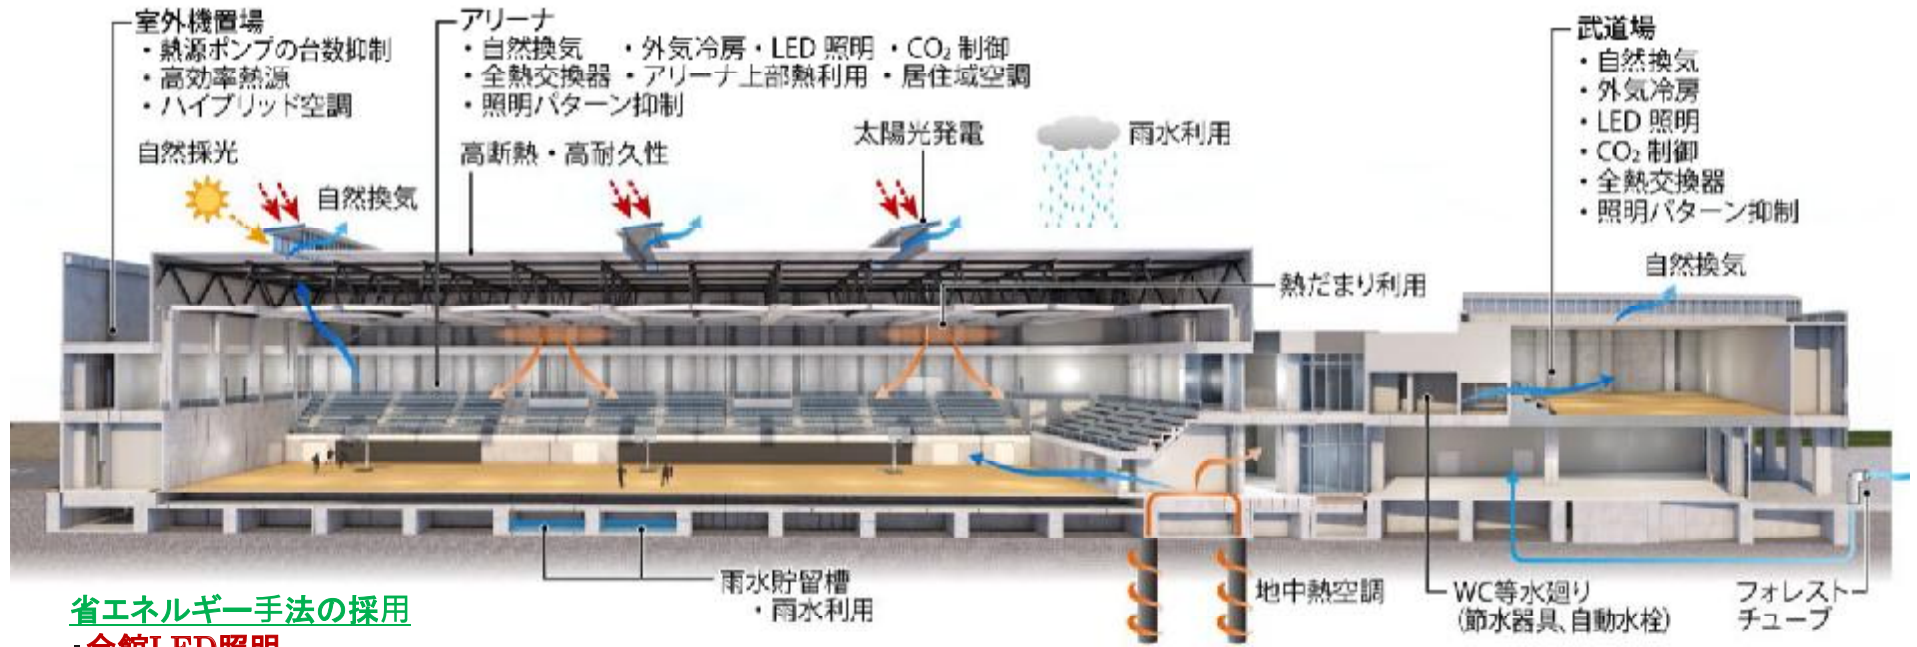 室外機置場
・熱源ポンプの台数抑制
・高効率熱源
・ハイブリッド空調
アリーナ
・自然換気　・外気冷房・LED 照明 ・CO₂ 制御
・全熱交換器 ・アリーナ上部熱利用 ・居住域空調
・照明パターン抑制
武道場
・自然換気
・外気冷房
・LED 照明
・CO₂ 制御
・全熱交換器
・照明パターン抑制
自然採光
自然換気
高断熱・高耐久性
太陽光発電
雨水利用
自然換気
熱だまり利用
雨水貯留槽
・雨水利用
地中熱空調
WC等水廻り
(節水器具、自動水栓)
フォレスト
チューブ
省エネルギー手法の採用
・全館LED照明